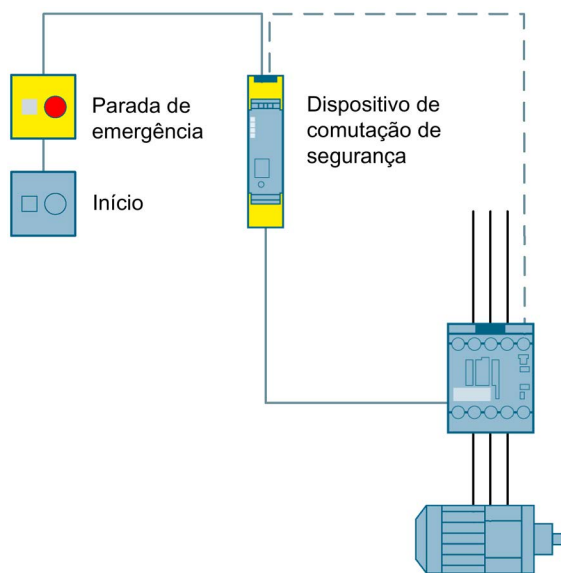 Parada de
emergência
Início
Dispositivo de
comutação de
segurança